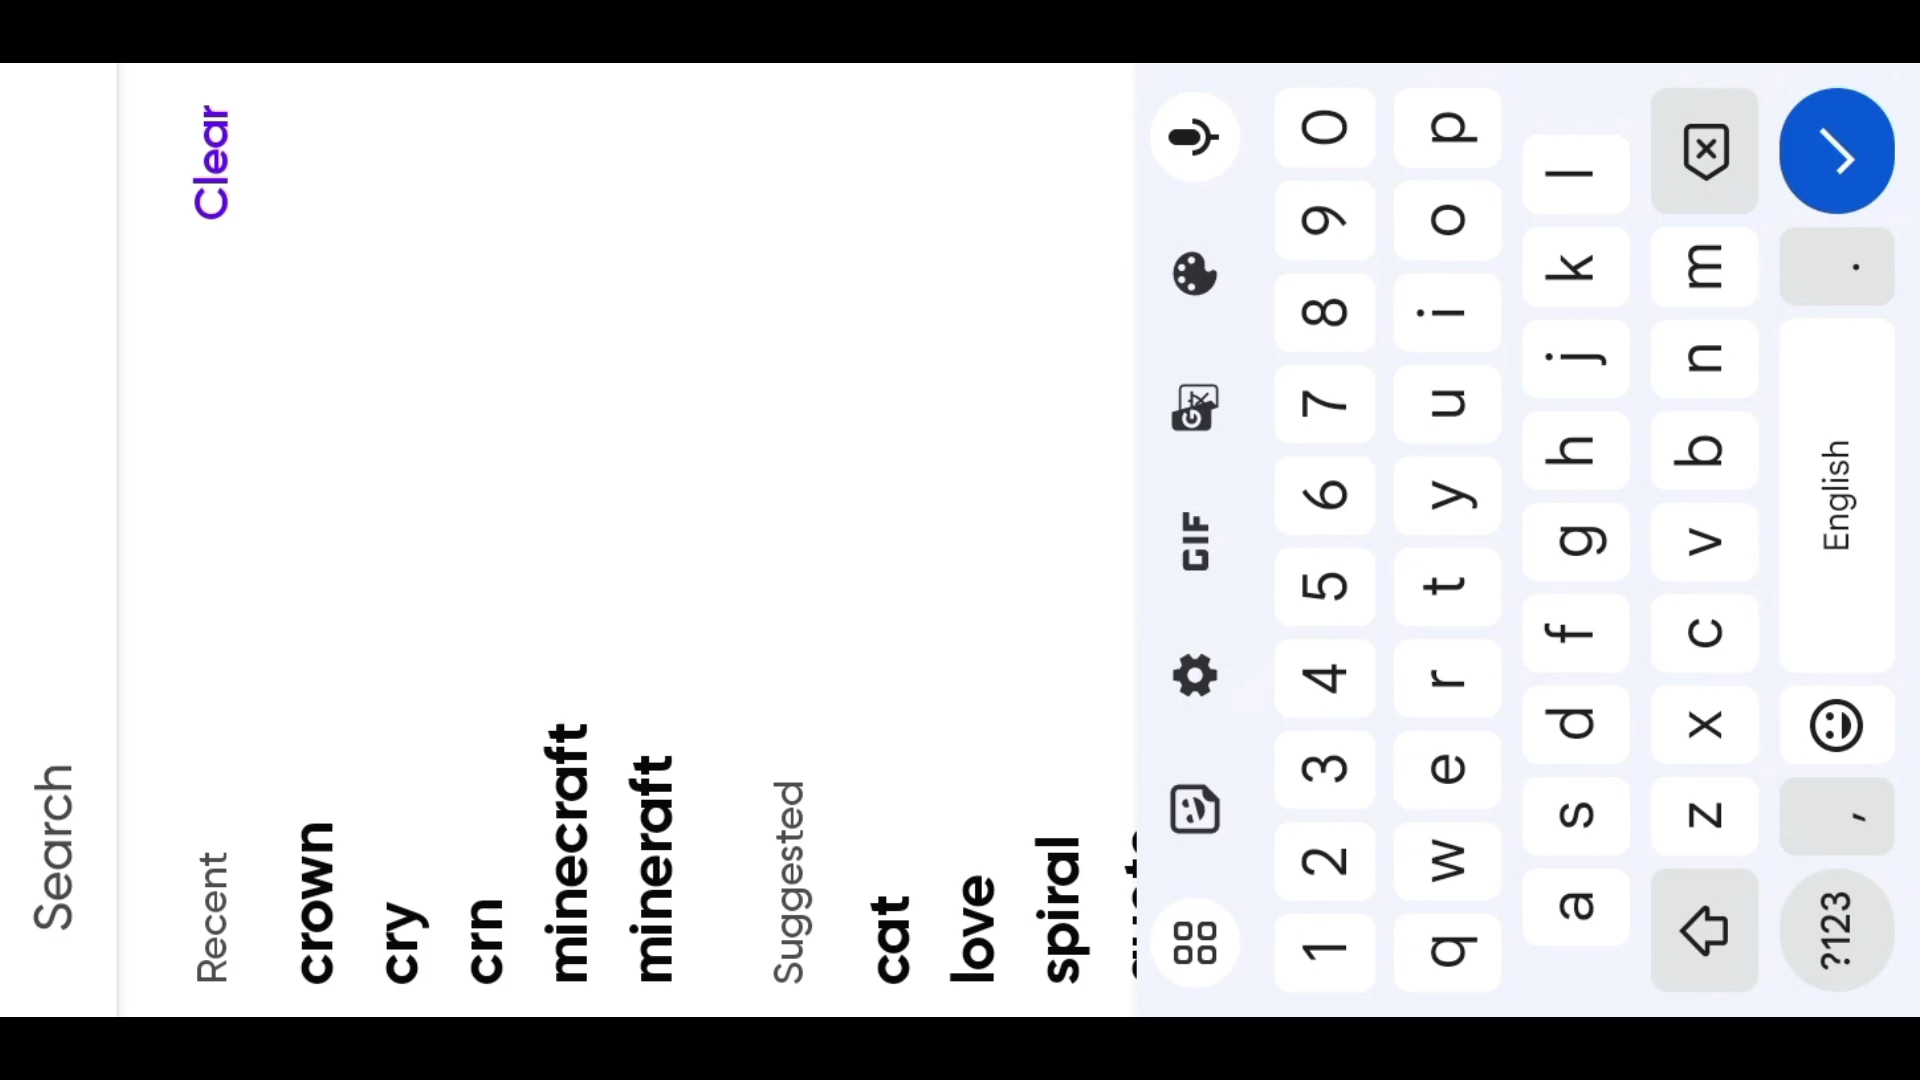 Search
Recent
Clear
crown
cry
crn
minecraft
mineraft
Suggested
cat
love
spiral
GIF
1 2 3 4 5 6 7 8 9 0
q w e r t y u i o p
a s d f g h j k l
z x c v b n m
?123 , English .